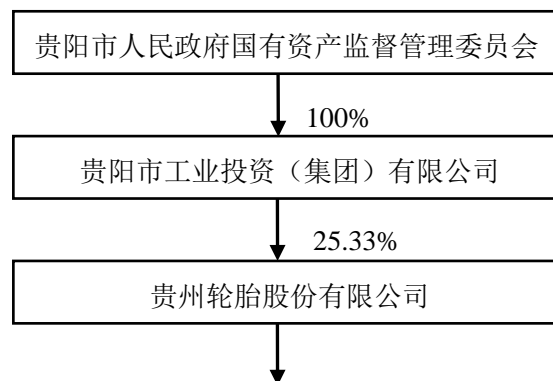 贵阳市人民政府国有资产监督管理委员会
100%
贵阳市工业投资（集团）有限公司
25.33%
贵州轮胎股份有限公司